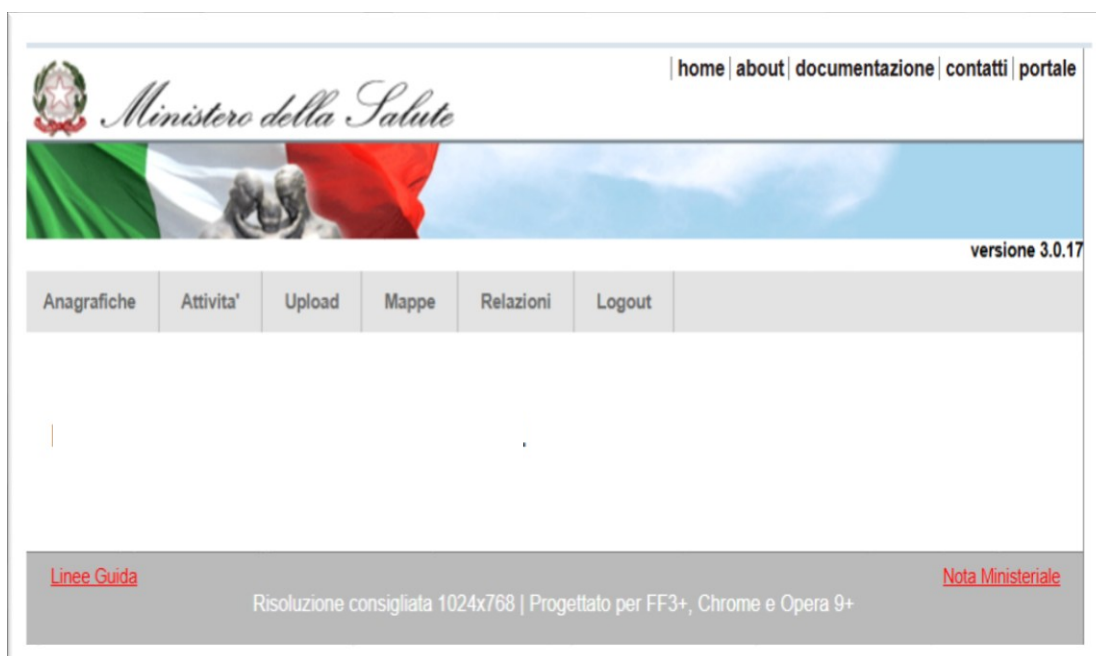 home | about | documentazione | contatti | portale
Ministero della Salute
versione 3.0.17
Anagrafiche Attivita' Upload Mappe Relazioni Logout
Linee Guida Nota Ministeriale
Risoluzione consigliata 1024x768 | Progettato per FF3+, Chrome e Opera 9+